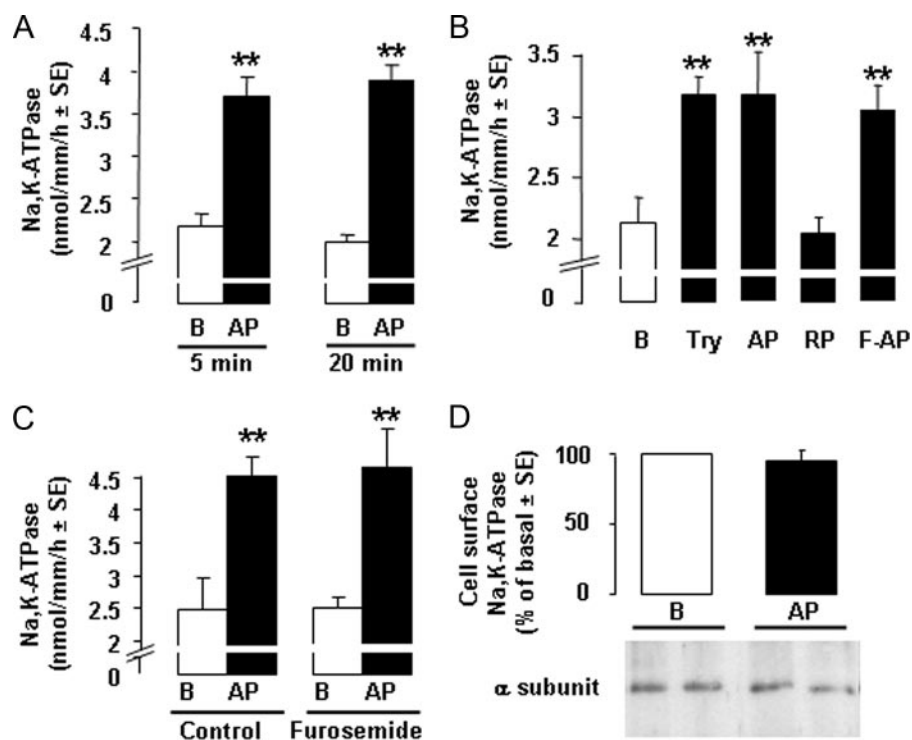 A
Na,K-ATPase
(nmol/mm/h ± SE)
4.5
4
3.5
3
2.5
2
0
**
**
B AP
B AP
5 min
20 min
B
Na,K-ATPase
(nmol/mm/h ± SE)
3.5
3
2.5
2
0
**
**
**
B Try AP RP F-AP
C
Na,K-ATPase
(nmol/mm/h ± SE)
4.5
4
3.5
3
2.5
2
0
**
**
B AP
B AP
Control
Furosemide
D
Cell surface
Na,K-ATPase
(% of basal ± SE)
100
50
0
B
AP
α subunit